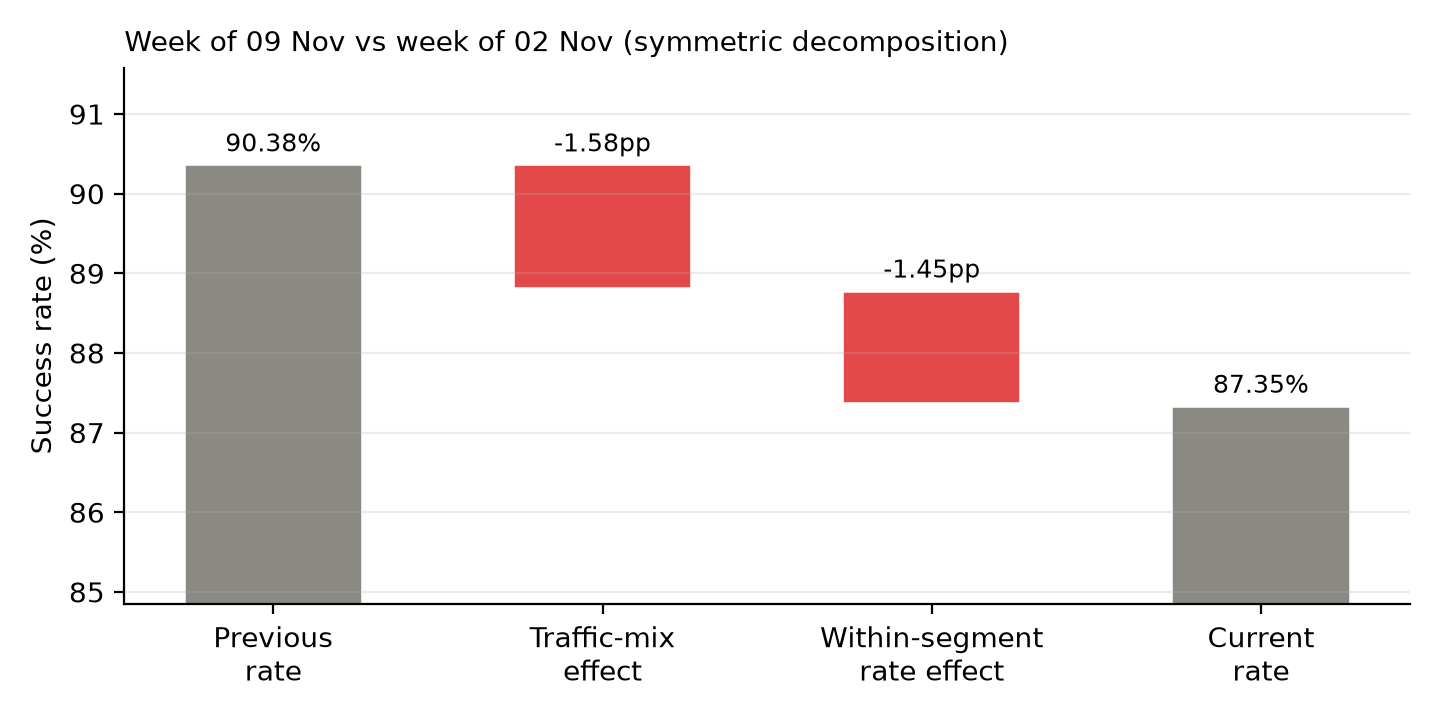 Week of 09 Nov vs week of 02 Nov (symmetric decomposition)
Success rate (%)
91
90
89
88
87
86
85
90.38%
-1.58pp
-1.45pp
87.35%
Previous
rate
Traffic-mix
effect
Within-segment
rate effect
Current
rate